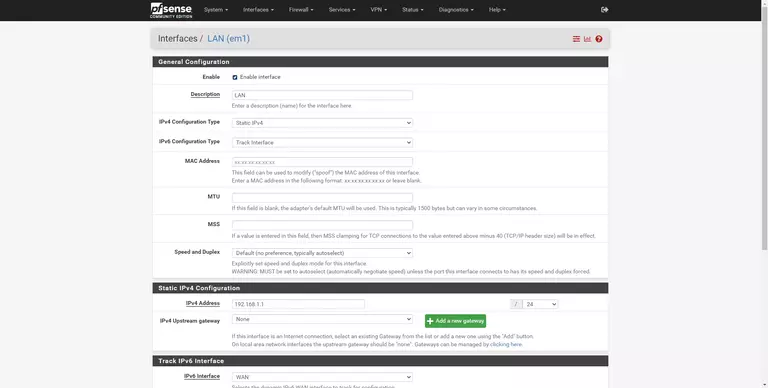 pfsense
COMMUNITY EDITION
System Interfaces Firewall Services VPN Status Diagnostics Help
Interfaces / LAN (em1)
General Configuration
Enable Enable interface
Description LAN
Enter a description (name) for the interface here.
IPv4 Configuration Type Static IPv4
IPv6 Configuration Type Track Interface
MAC Address xx:xx:xx:xx:xx:xx
This field can be used to modify ("spoof") the MAC address of this interface.
Enter a MAC address in the following format: xx:xx:xx:xx:xx:xx or leave blank.
MTU
If this field is blank, the adapter's default MTU will be used. This is typically 1500 bytes but can vary in some circumstances.
MSS
If a value is entered in this field, then MSS clamping for TCP connections to the value entered above minus 40 (TCP/IP header size) will be in effect.
Speed and Duplex Default (no preference, typically autoselect)
Explicitly set speed and duplex mode for this interface.
WARNING: MUST be set to autoselect (automatically negotiate speed) unless the port this interface connects to has its speed and duplex forced.
Static IPv4 Configuration
IPv4 Address 192.168.1.1 / 24
IPv4 Upstream gateway None Add a new gateway
If this interface is an Internet connection, select an existing Gateway from the list or add a new one using the "Add" button.
On local area network interfaces the upstream gateway should be "none". Gateways can be managed by clicking here.
Track IPv6 Interface
IPv6 Interface WAN
Selects the dynamic IPv6 WAN interface to track for configuration.